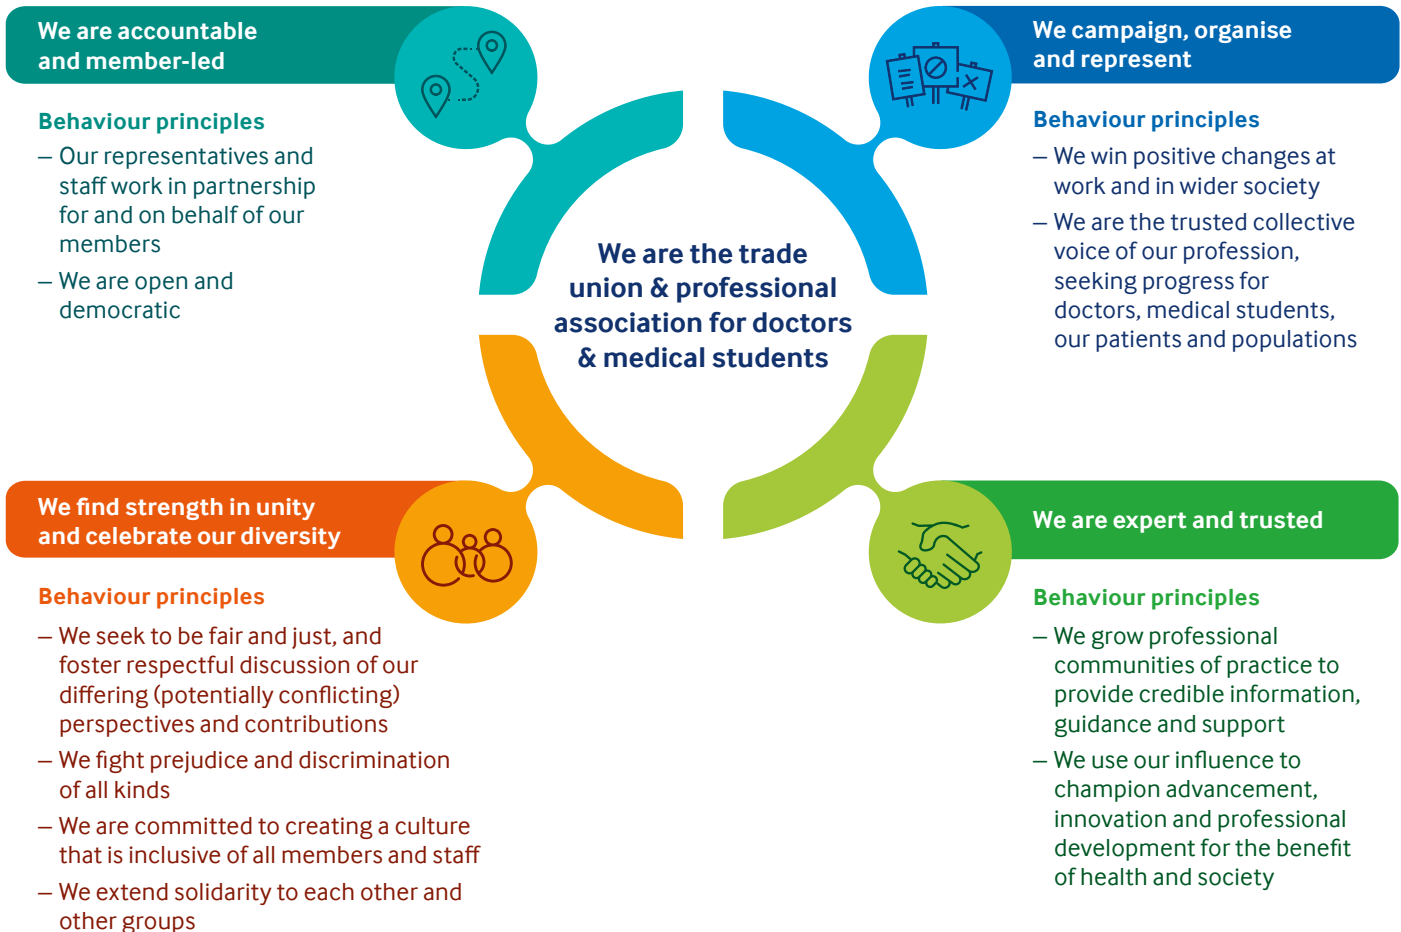 We are accountable
and member-led
Behaviour principles
– Our representatives and
staff work in partnership
for and on behalf of our
members
– We are open and
democratic
We campaign, organise
and represent
Behaviour principles
– We win positive changes at
work and in wider society
– We are the trusted collective
voice of our profession,
seeking progress for
doctors, medical students,
our patients and populations
We are the trade
union & professional
association for doctors
& medical students
We find strength in unity
and celebrate our diversity
Behaviour principles
– We seek to be fair and just, and
foster respectful discussion of our
differing (potentially conflicting)
perspectives and contributions
– We fight prejudice and discrimination
of all kinds
– We are committed to creating a culture
that is inclusive of all members and staff
– We extend solidarity to each other and
other groups
We are expert and trusted
Behaviour principles
– We grow professional
communities of practice to
provide credible information,
guidance and support
– We use our influence to
champion advancement,
innovation and professional
development for the benefit
of health and society